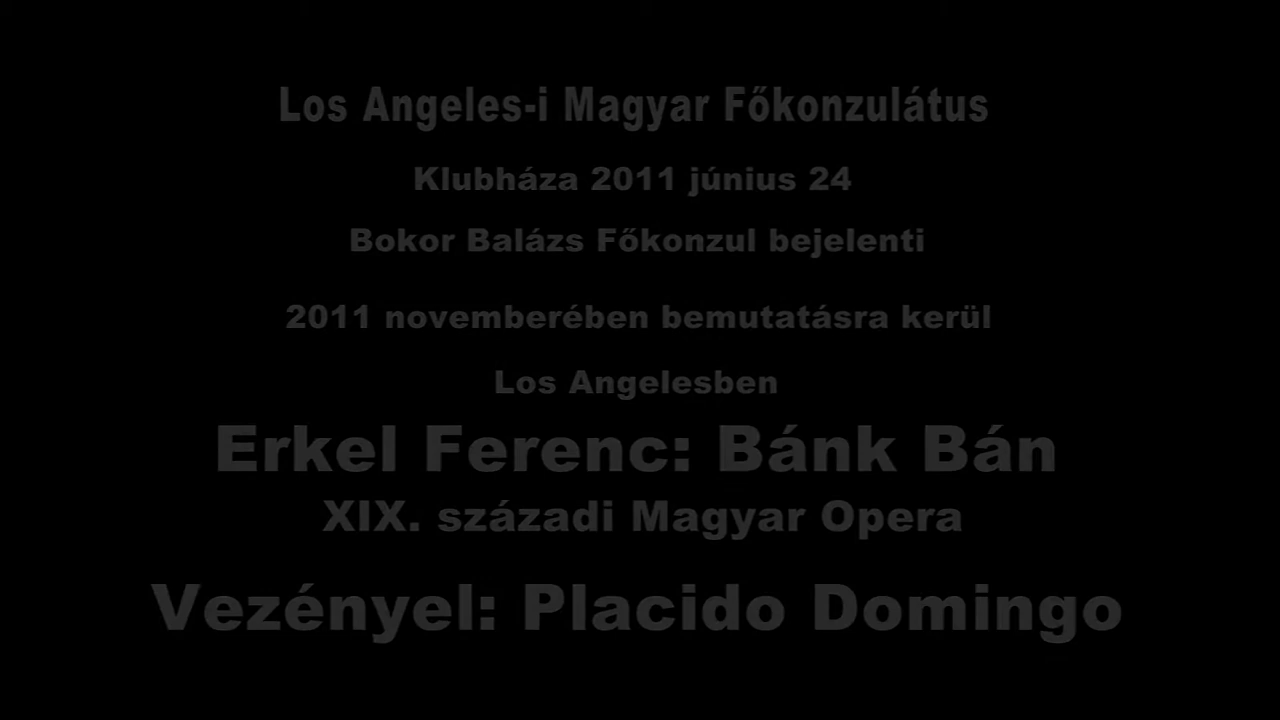 Los Angeles-i Magyar Főkonzulátus
Klubháza 2011 június 24
Bokor Balázs Főkonzul bejelenti
2011 novemberében bemutatásra kerül
Los Angelesben
Erkel Ferenc: Bánk Bán
XIX. századi Magyar Opera
Vezényel: Placido Domingo